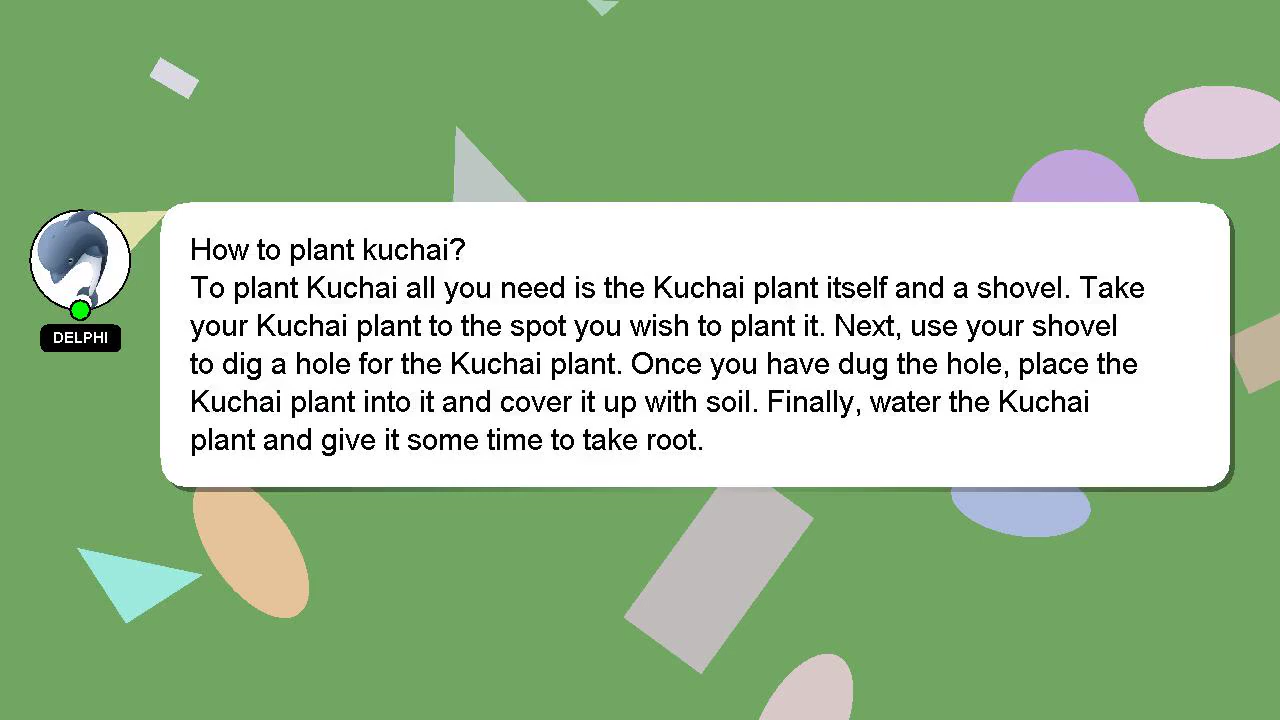 How to plant kuchai?
To plant Kuchai all you need is the Kuchai plant itself and a shovel. Take
your Kuchai plant to the spot you wish to plant it. Next, use your shovel
to dig a hole for the Kuchai plant. Once you have dug the hole, place the
Kuchai plant into it and cover it up with soil. Finally, water the Kuchai
plant and give it some time to take root.
DELPHI